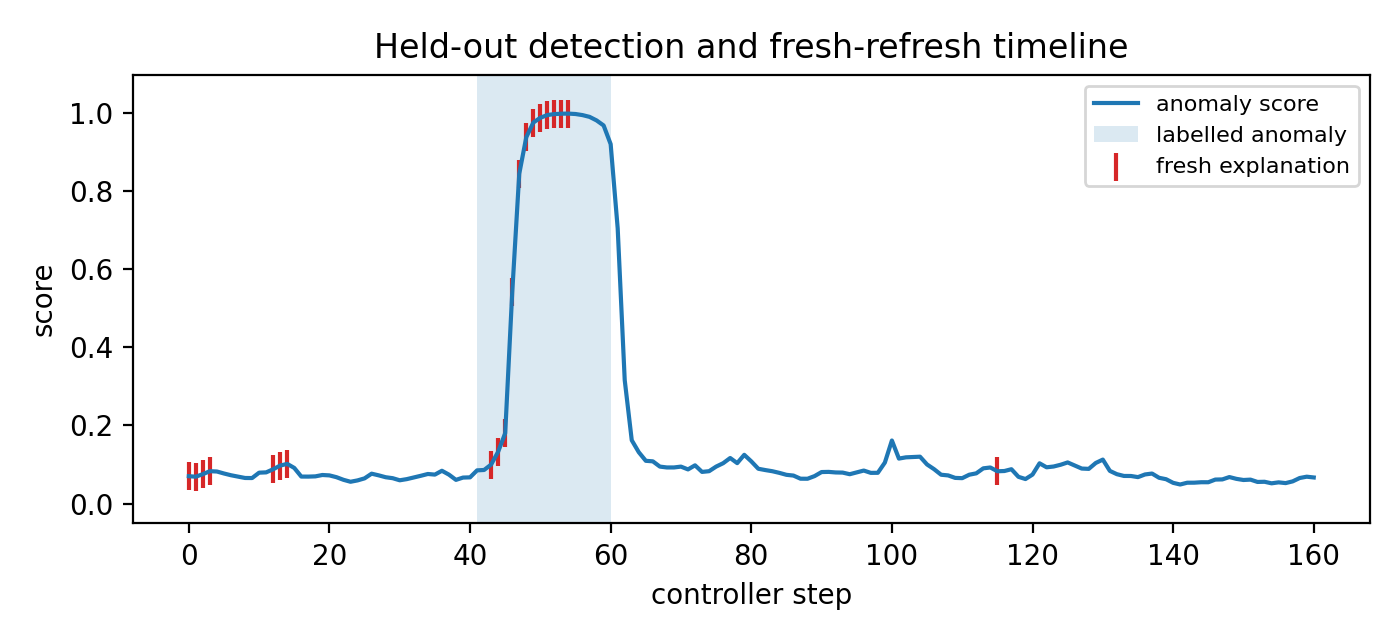 Held-out detection and fresh-refresh timeline
anomaly score
labelled anomaly
fresh explanation
score
1.0
0.8
0.6
0.4
0.2
0.0
0 20 40 60 80 100 120 140 160
controller step